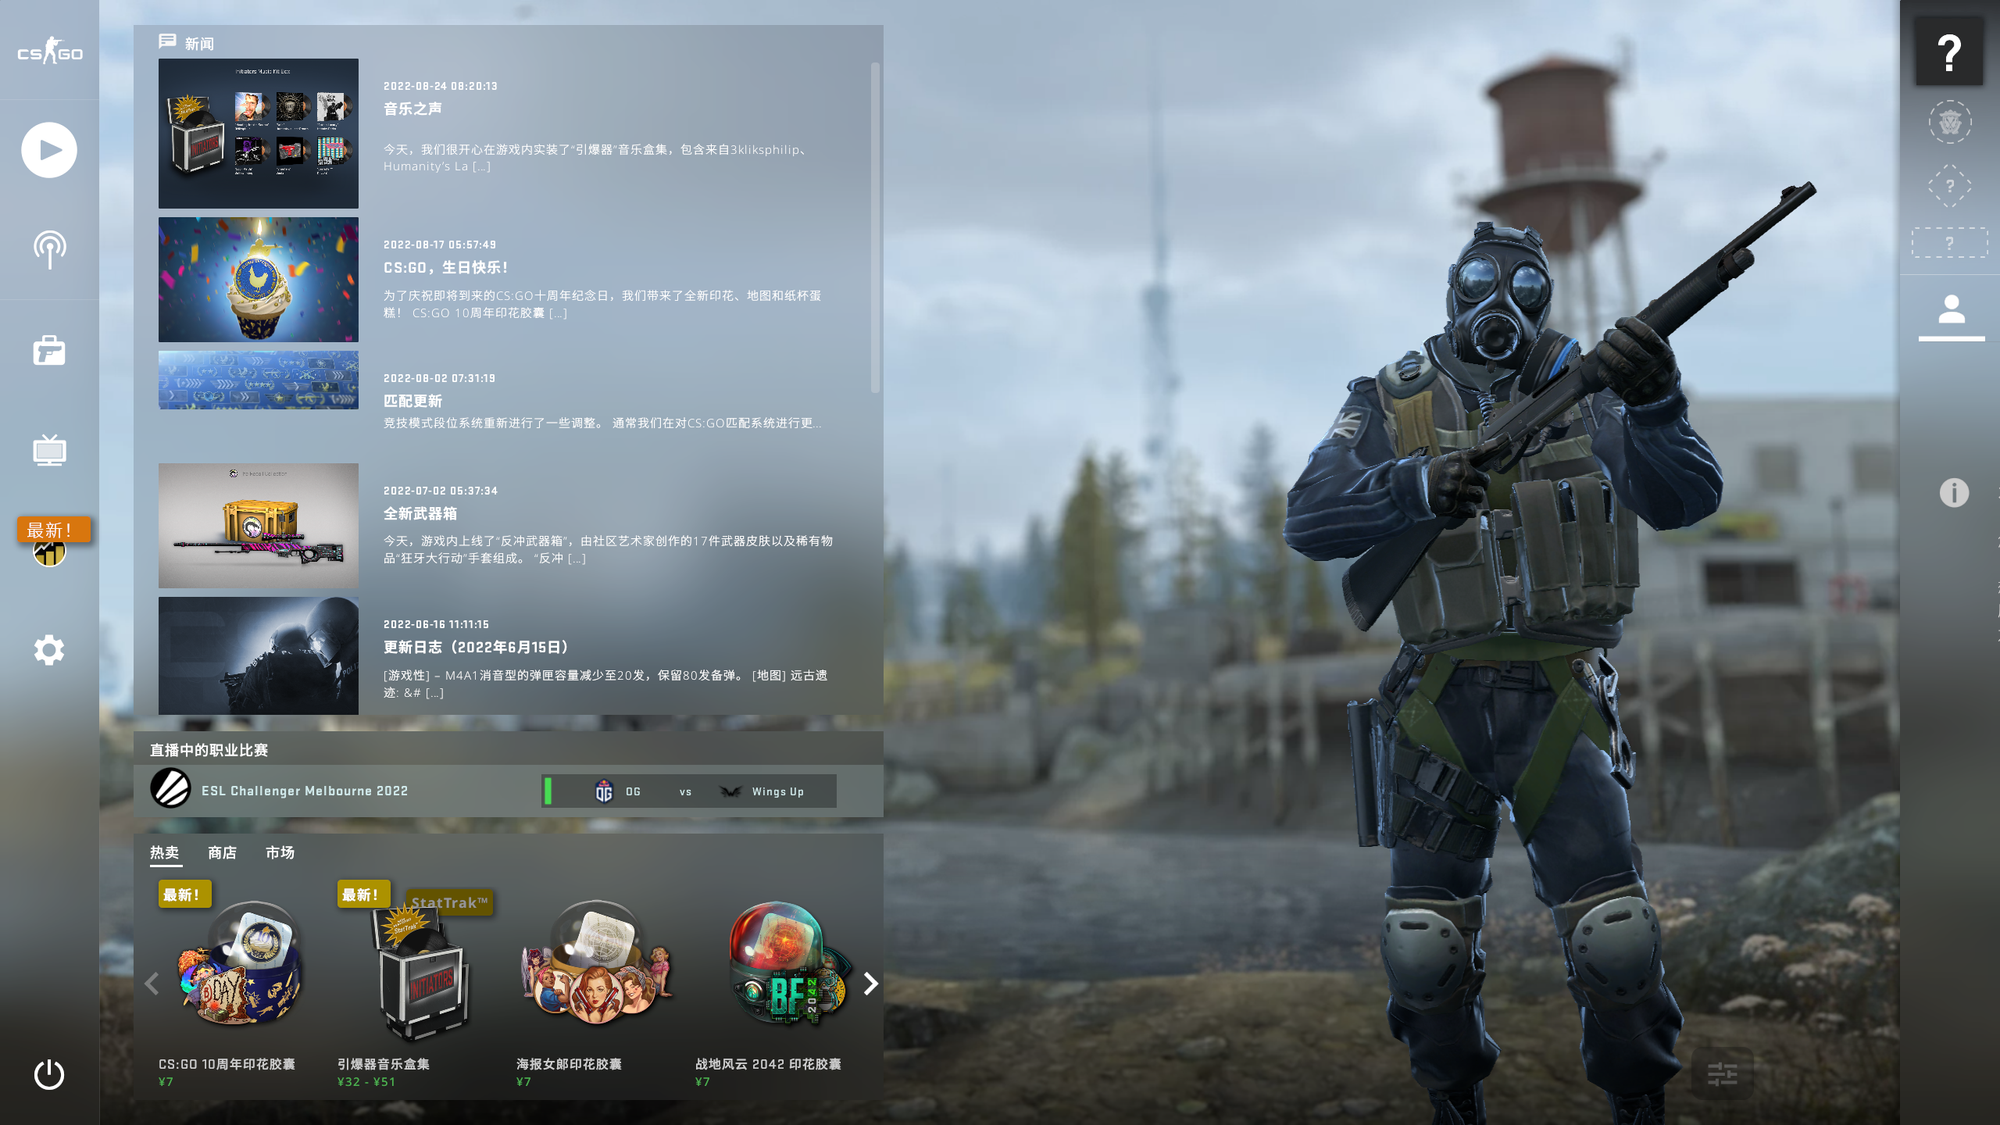 CS GO
最新！
新闻
Initiators Music Kit Box
2022-08-24 08:20:13
音乐之声
今天，我们很开心在游戏内实装了“引爆器”音乐盒集，包含来自3kliksphilip、
Humanity's La [...]
2022-08-17 05:57:49
CS:GO，生日快乐！
为了庆祝即将到来的CS:GO十周年纪念日，我们带来了全新印花、地图和纸杯蛋
糕！ CS:GO 10周年印花胶囊 [...]
2022-08-02 07:31:19
匹配更新
竞技模式段位系统重新进行了一些调整。 通常我们在对CS:GO匹配系统进行更...
2022-07-02 05:37:34
全新武器箱
今天，游戏内上线了“反冲武器箱”，由社区艺术家创作的17件武器皮肤以及稀有物
品“狂牙大行动”手套组成。 “反冲 [...]
2022-06-16 11:11:15
更新日志（2022年6月15日）
[游戏性] – M4A1消音型的弹匣容量减少至20发，保留80发备弹。 [地图] 远古遗
迹: &# [...]
直播中的职业比赛
ESL Challenger Melbourne 2022
OG
vs
Wings Up
热卖
商店
市场
最新！
最新！
StatTrak™
INITIATORS
BDAY
BF
2042
CS:GO 10周年印花胶囊
¥7
引爆器音乐盒集
¥32 - ¥51
海报女郎印花胶囊
¥7
战地风云 2042 印花胶囊
¥7
?
?
?
i